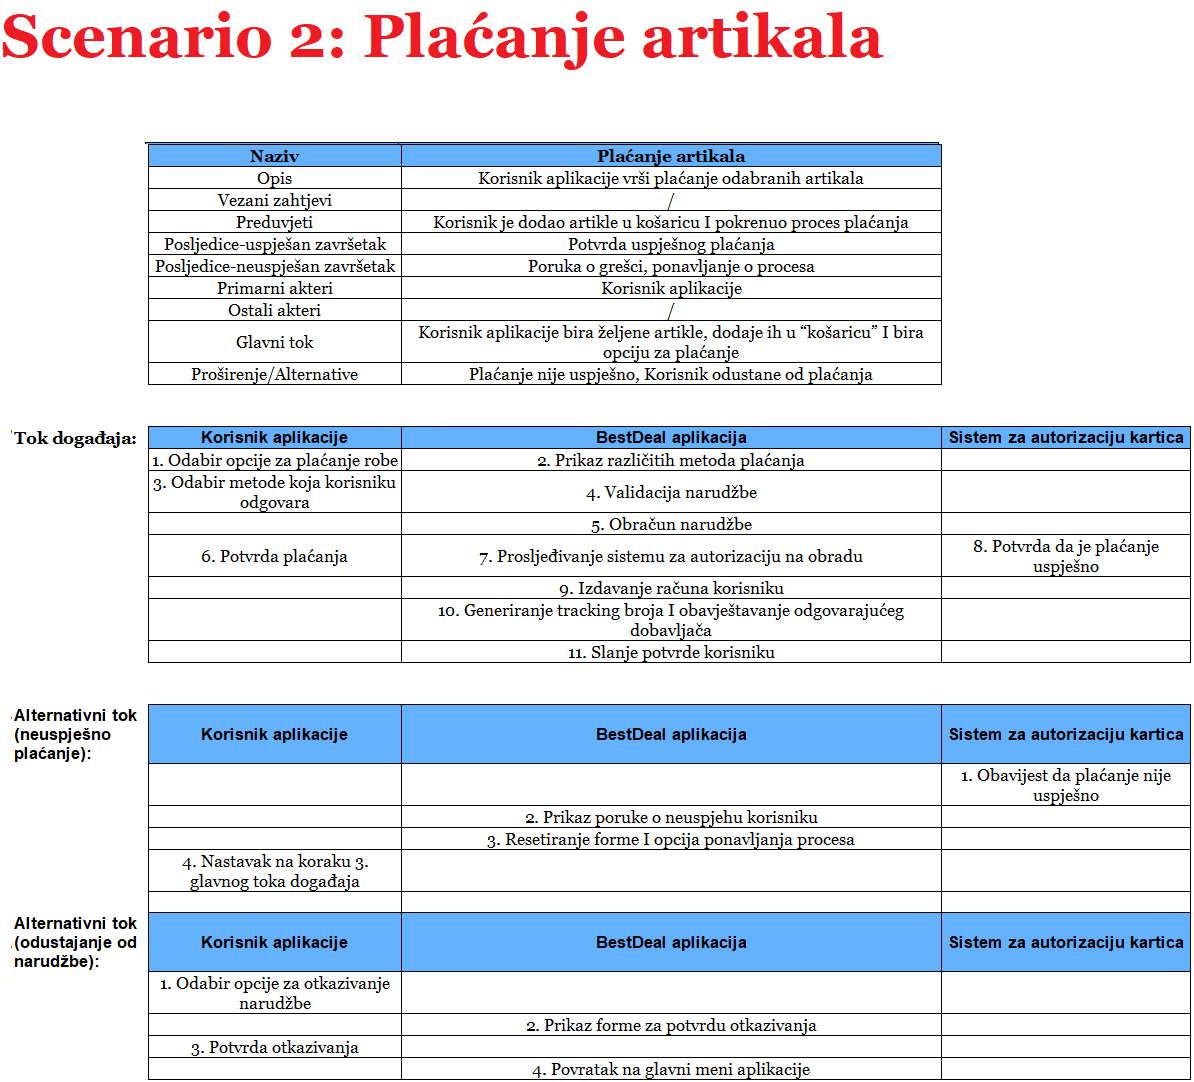 Scenario 2: Plaćanje artikala
Naziv
Plaćanje artikala
Opis
Korisnik aplikacije vrši plaćanje odabranih artikala
Vezani zahtjevi
/
Preduvjeti
Korisnik je dodao artikle u košaricu I pokrenuo proces plaćanja
Posljedice-uspješan završetak
Potvrda uspješnog plaćanja
Posljedice-neuspješan završetak
Poruka o grešci, ponavljanje o procesa
Primarni akteri
Korisnik aplikacije
Ostali akteri
/
Glavni tok
Korisnik aplikacije bira željene artikle, dodaje ih u “košaricu” I bira
opciju za plaćanje
Proširenje/Alternative
Plaćanje nije uspješno, Korisnik odustane od plaćanja
Tok događaja:
Korisnik aplikacije
BestDeal aplikacija
Sistem za autorizaciju kartica
1. Odabir opcije za plaćanje robe
2. Prikaz različitih metoda plaćanja
3. Odabir metode koja korisniku
odgovara
4. Validacija narudžbe
5. Obračun narudžbe
6. Potvrda plaćanja
7. Prosljeđivanje sistemu za autorizaciju na obradu
8. Potvrda da je plaćanje
uspješno
9. Izdavanje računa korisniku
10. Generiranje tracking broja I obavještavanje odgovarajućeg
dobavljača
11. Slanje potvrde korisniku
Alternativni tok
(neuspješno
plaćanje):
Korisnik aplikacije
BestDeal aplikacija
Sistem za autorizaciju kartica
1. Obavijest da plaćanje nije
uspješno
2. Prikaz poruke o neuspjehu korisniku
3. Resetiranje forme I opcija ponavljanja procesa
4. Nastavak na koraku 3.
glavnog toka događaja
Alternativni tok
(odustajanje od
narudžbe):
Korisnik aplikacije
BestDeal aplikacija
Sistem za autorizaciju kartica
1. Odabir opcije za otkazivanje
narudžbe
2. Prikaz forme za potvrdu otkazivanja
3. Potvrda otkazivanja
4. Povratak na glavni meni aplikacije